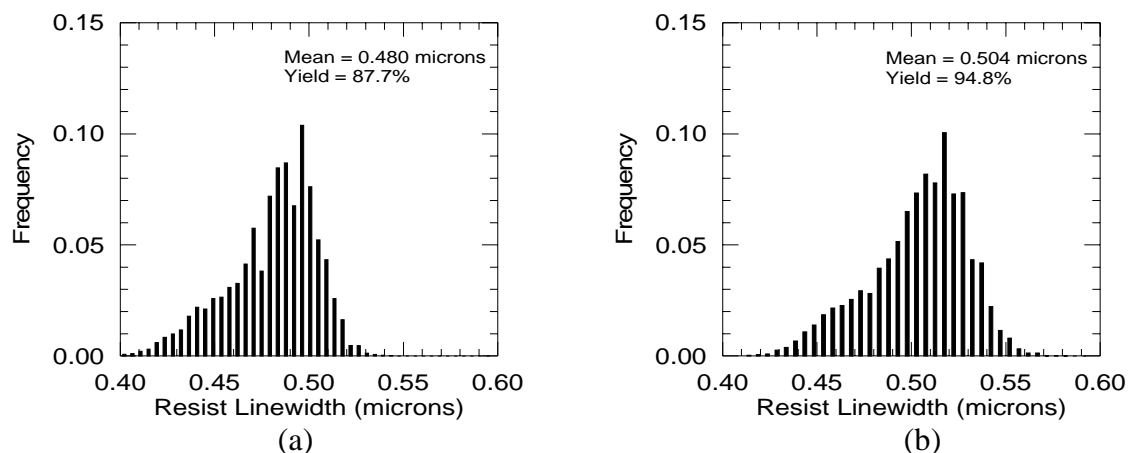 0.15
Mean = 0.480 microns
Yield = 87.7%
0.10
Frequency
0.05
0.00
0.40 0.45 0.50 0.55 0.60
Resist Linewidth (microns)
(a)
0.15
Mean = 0.504 microns
Yield = 94.8%
0.10
Frequency
0.05
0.00
0.40 0.45 0.50 0.55 0.60
Resist Linewidth (microns)
(b)